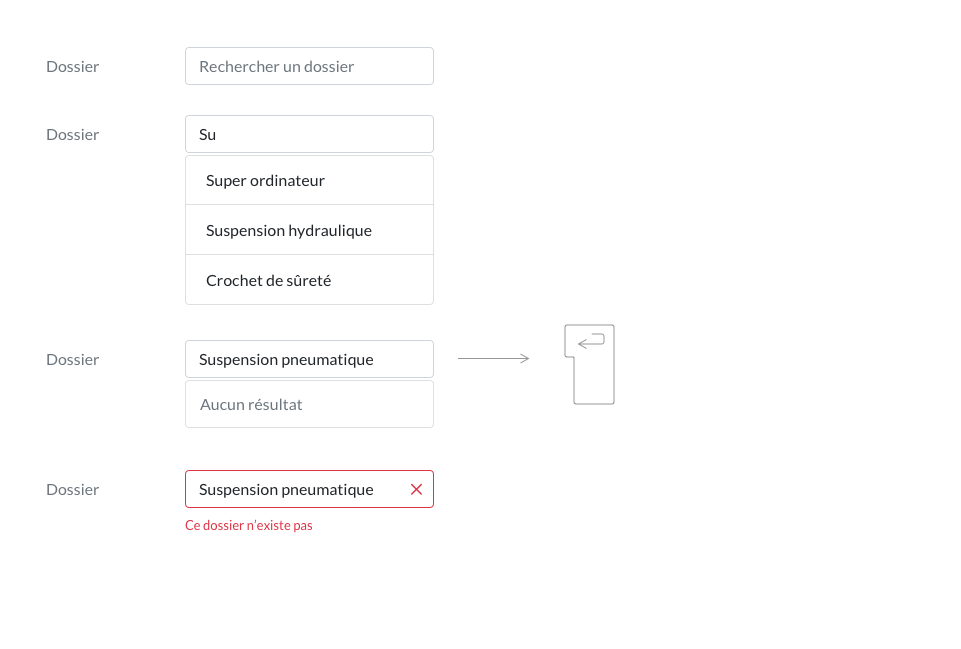 Dossier
Rechercher un dossier
Dossier
Su
Super ordinateur
Suspension hydraulique
Crochet de sûreté
Dossier
Suspension pneumatique
Aucun résultat
Dossier
Suspension pneumatique
Ce dossier n’existe pas